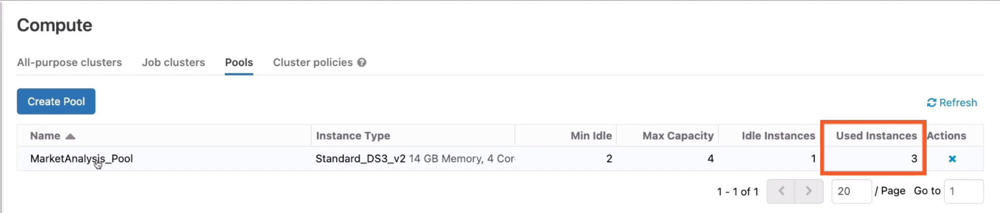 Compute
All-purpose clusters Job clusters Pools Cluster policies ?
Create Pool
Refresh
Name Instance Type Min Idle Max Capacity Idle Instances Used Instances Actions
MarketAnalysis_Pool Standard_DS3_v2 14 GB Memory, 4 Cor 2 4 1 3
1 - 1 of 1 20 / Page Go to 1